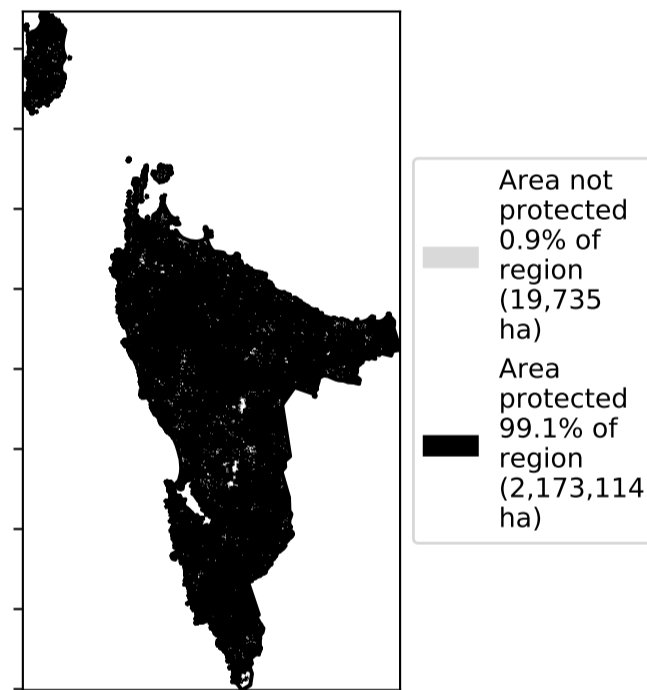 Area not
protected
0.9% of
region
(19,735
ha)
Area
protected
99.1% of
region
(2,173,114
ha)